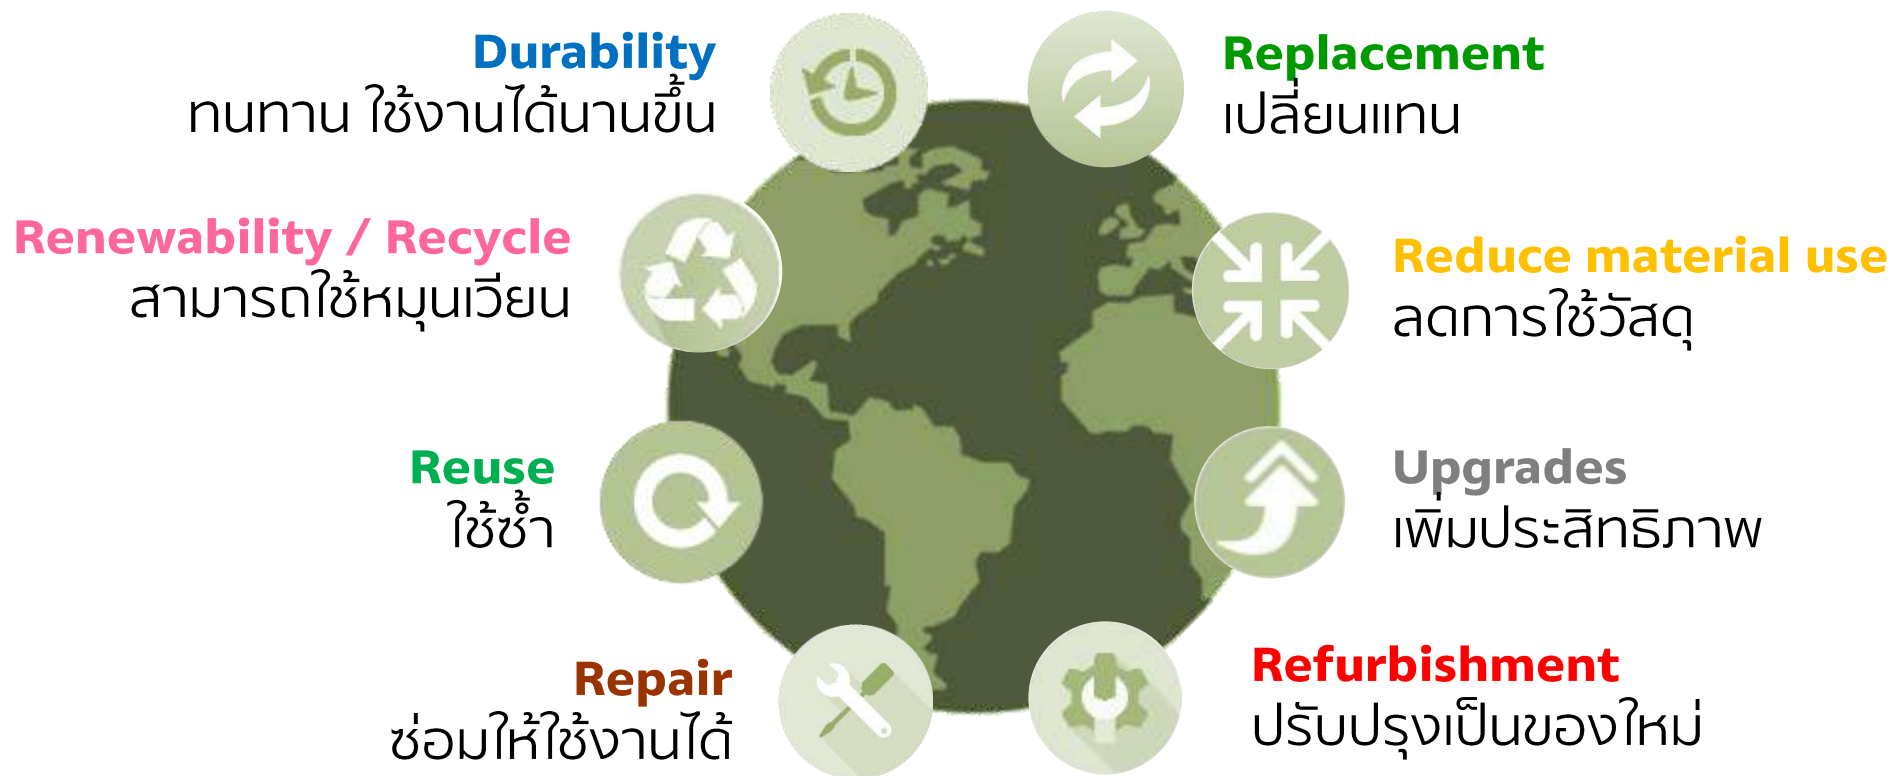 Durability
ทนทาน ใช้งานได้นานขึ้น
Replacement
เปลี่ยนแทน
Renewability / Recycle
สามารถใช้หมุนเวียน
Reduce material use
ลดการใช้วัสดุ
Reuse
ใช้ซ้ำ
Upgrades
เพิ่มประสิทธิภาพ
Repair
ซ่อมให้ใช้งานได้
Refurbishment
ปรับปรุงเป็นของใหม่